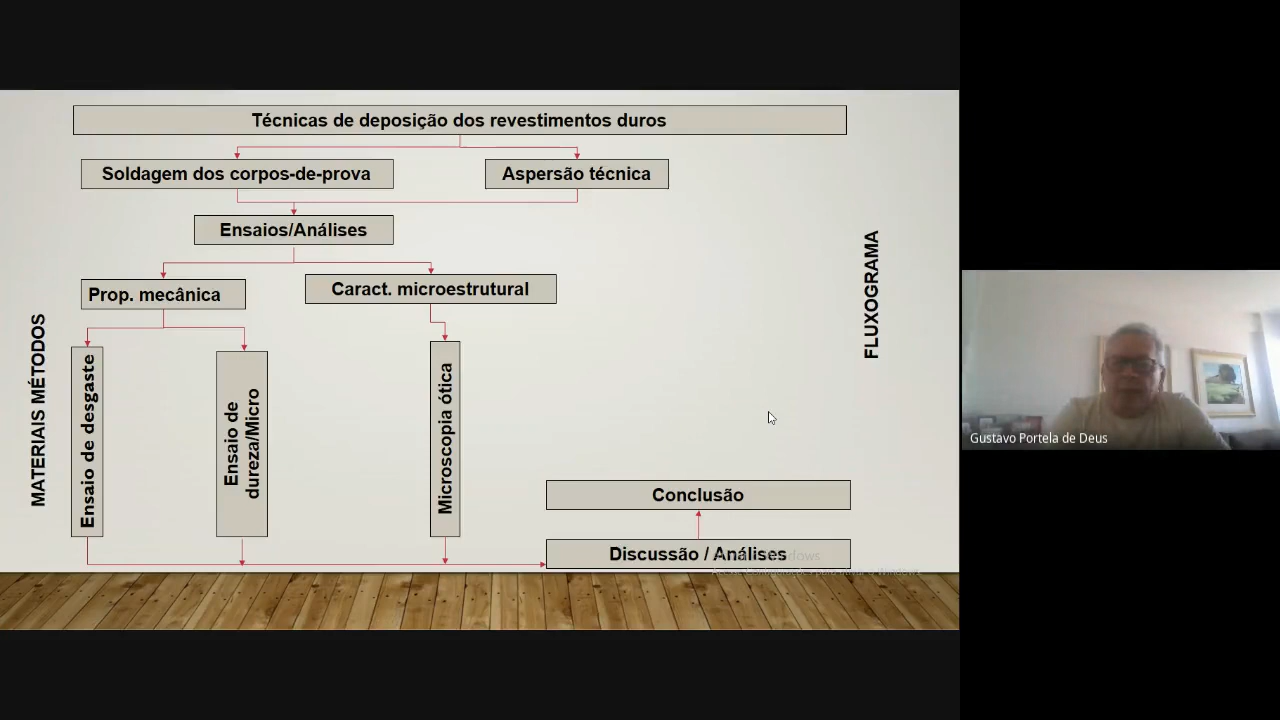 Técnicas de deposição dos revestimentos duros
Soldagem dos corpos-de-prova
Aspersão técnica
Ensaios/Análises
Prop. mecânica
Caract. microestrutural
MATERIAIS MÉTODOS
Ensaio de desgaste
Ensaio de
dureza/Micro
Microscopia ótica
FLUXOGRAMA
Conclusão
Discussão / Análises
Windows
Gustavo Portela de Deus